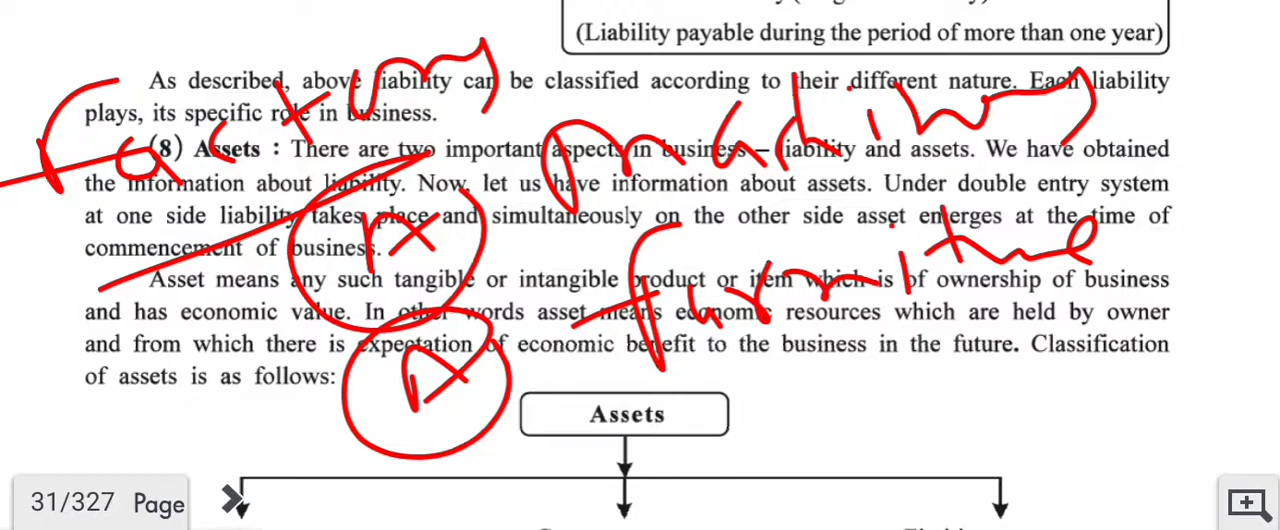 (Liability payable during the period of more than one year)
As described, above liability can be classified according to their different nature. Each liability
plays, its specific role in business.
(8) Assets : There are two important aspects in business – liability and assets. We have obtained
the information about liability. Now, let us have information about assets. Under double entry system
at one side liability takes place and simultaneously on the other side asset emerges at the time of
commencement of business.
Asset means any such tangible or intangible product or item which is of ownership of business
and has economic value. In other words asset means economic resources which are held by owner
and from which there is expectation of economic benefit to the business in the future. Classification
of assets is as follows:
Assets
31/327 Page
factory
furniture